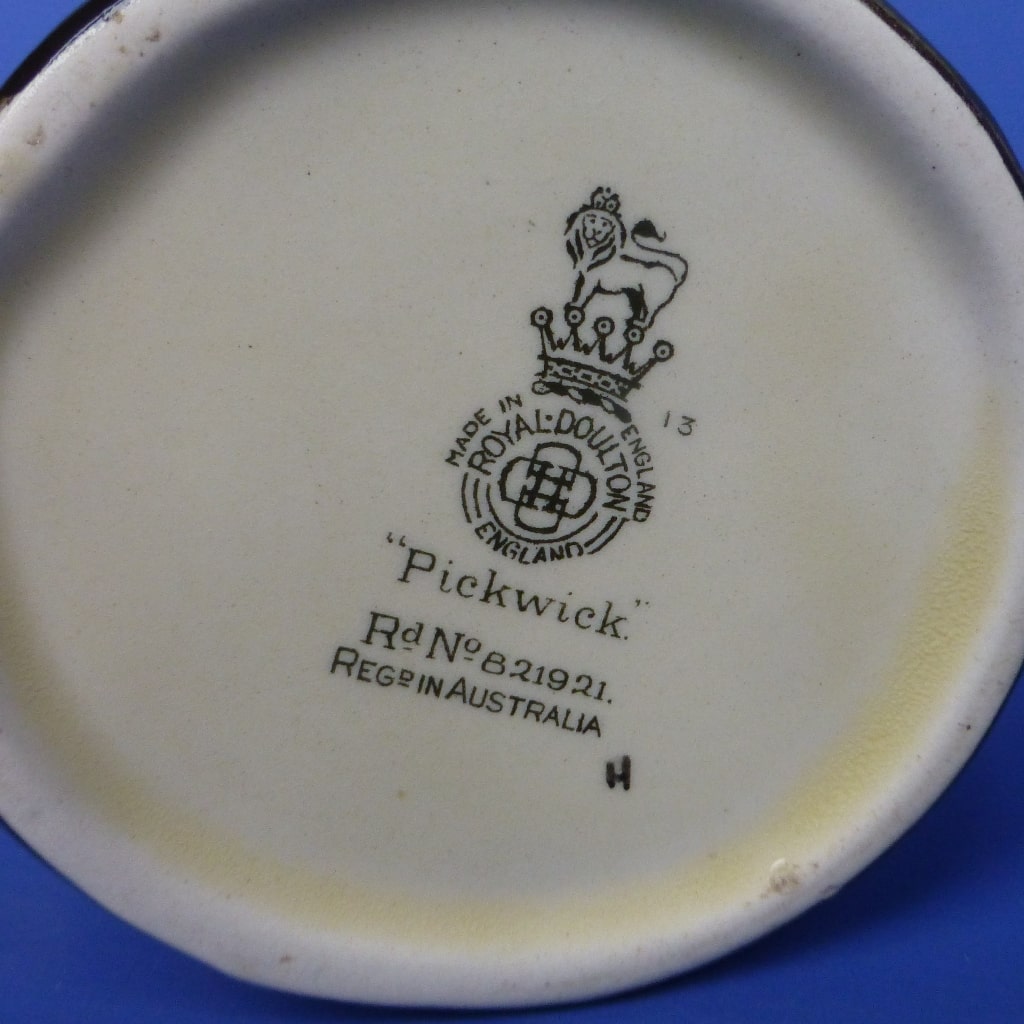 MADE IN ENGLAND
13
ROYAL·DOULTON
ENGLAND
"Pickwick."
Rd No 821921.
REGD IN AUSTRALIA
H